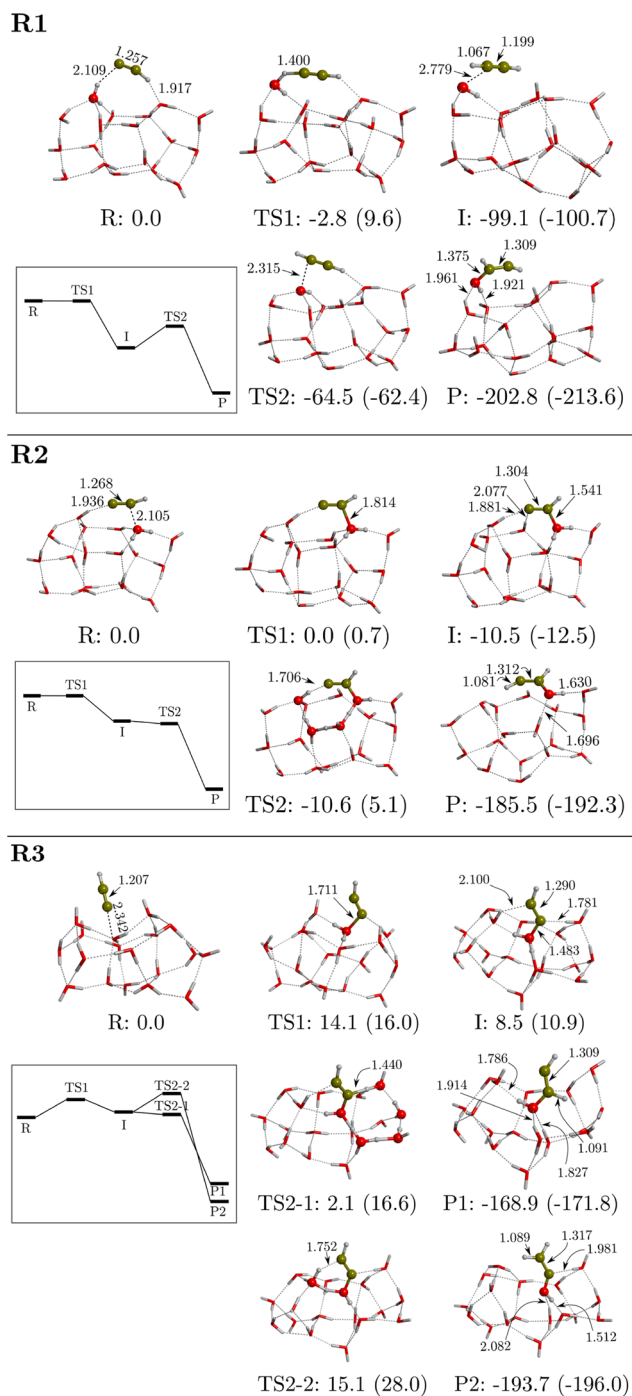 R1
1.257
2.109
1.917
R: 0.0
1.400
TS1: -2.8 (9.6)
1.067
1.199
2.779
I: -99.1 (-100.7)
R
TS1
I
TS2
P
2.315
TS2: -64.5 (-62.4)
1.309
1.375
1.961
1.921
P: -202.8 (-213.6)
R2
1.268
1.936
2.105
R: 0.0
1.814
TS1: 0.0 (0.7)
1.304
2.077
1.881
1.541
I: -10.5 (-12.5)
R
TS1
I
TS2
P
1.706
TS2: -10.6 (5.1)
1.312
1.081
1.630
1.696
P: -185.5 (-192.3)
R3
1.207
2.342
R: 0.0
1.711
TS1: 14.1 (16.0)
2.100
1.290
1.781
1.483
I: 8.5 (10.9)
R
TS1
I
TS2-2
TS2-1
P1
P2
1.440
TS2-1: 2.1 (16.6)
1.786
1.309
1.914
1.091
1.827
P1: -168.9 (-171.8)
1.752
TS2-2: 15.1 (28.0)
1.089
1.317
1.981
2.082
1.512
P2: -193.7 (-196.0)